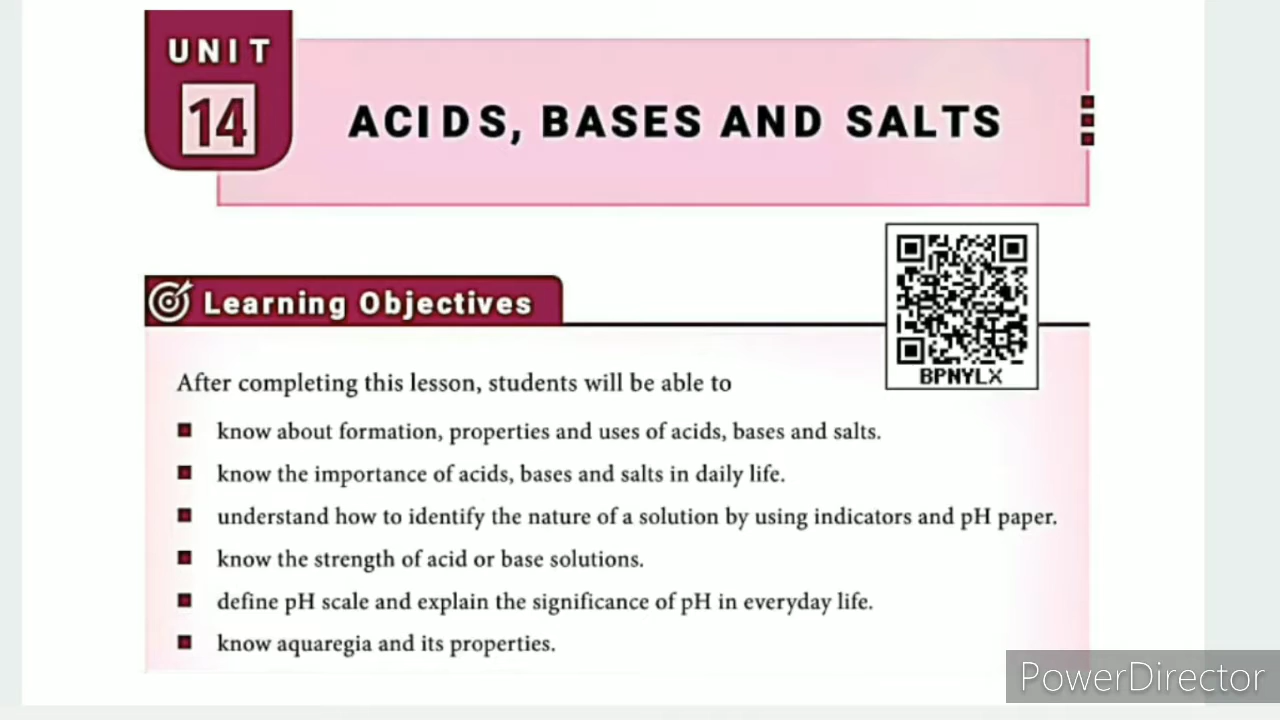 UNIT
14
ACIDS, BASES AND SALTS
BPNYLX
Learning Objectives
After completing this lesson, students will be able to
know about formation, properties and uses of acids, bases and salts.
know the importance of acids, bases and salts in daily life.
understand how to identify the nature of a solution by using indicators and pH paper.
know the strength of acid or base solutions.
define pH scale and explain the significance of pH in everyday life.
know aquaregia and its properties.
PowerDirector